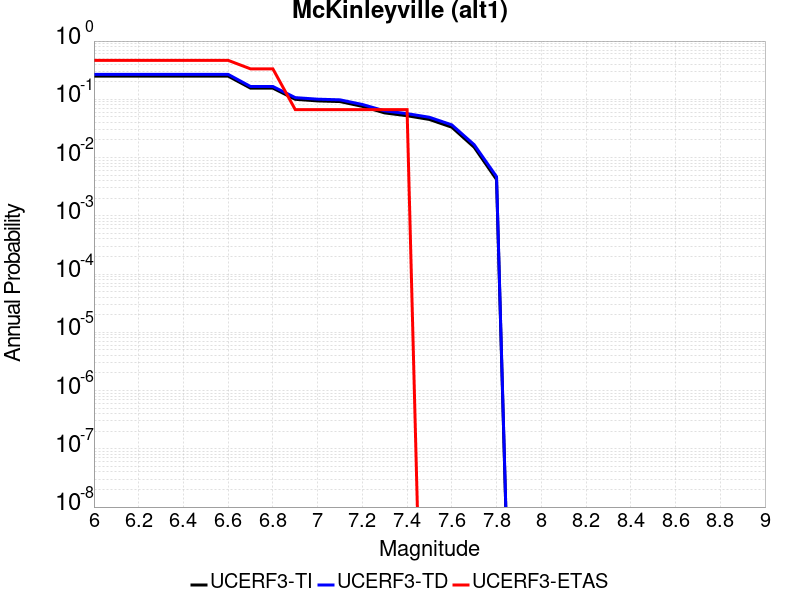 McKinleyville (alt1)
10^0
10^-1
10^-2
10^-3
10^-4
10^-5
10^-6
10^-7
10^-8
Annual Probability
6 6.2 6.4 6.6 6.8 7 7.2 7.4 7.6 7.8 8 8.2 8.4 8.6 8.8 9
Magnitude
UCERF3-TI UCERF3-TD UCERF3-ETAS